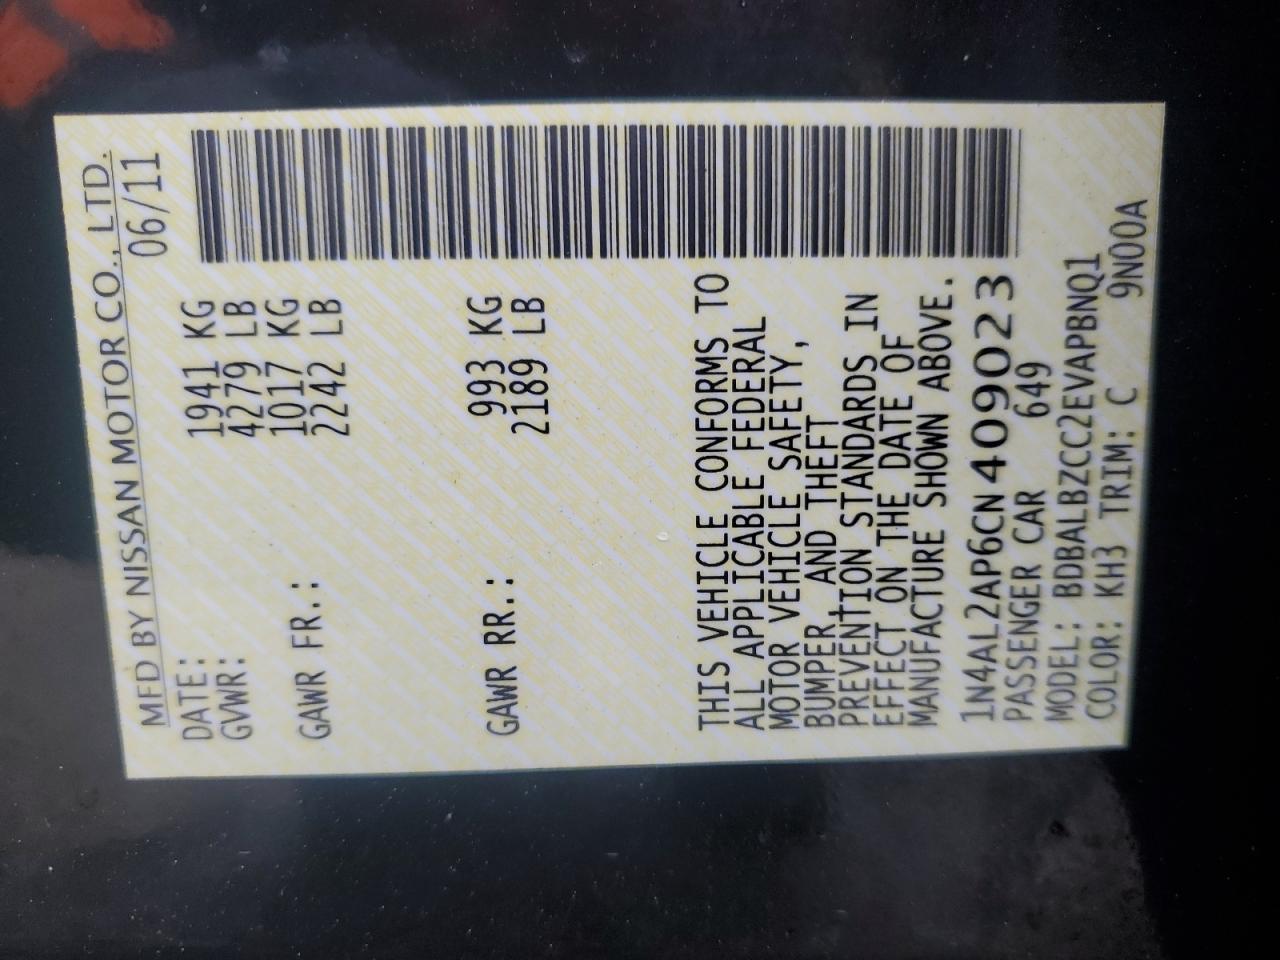 MFD BY NISSAN MOTOR CO., LTD.
DATE: 06/11
GVWR: 1941 KG
4279 LB
GAWR FR.: 1017 KG
2242 LB
GAWR RR.: 993 KG
2189 LB
THIS VEHICLE CONFORMS TO
ALL APPLICABLE FEDERAL
MOTOR VEHICLE SAFETY,
BUMPER, AND THEFT
PREVENTION STANDARDS IN
EFFECT ON THE DATE OF
MANUFACTURE SHOWN ABOVE.
1N4AL2AP6CN409023
PASSENGER CAR 649
MODEL: BDBALBZCC2EVAPBNQ1
COLOR: KH3 TRIM: C 9N00A